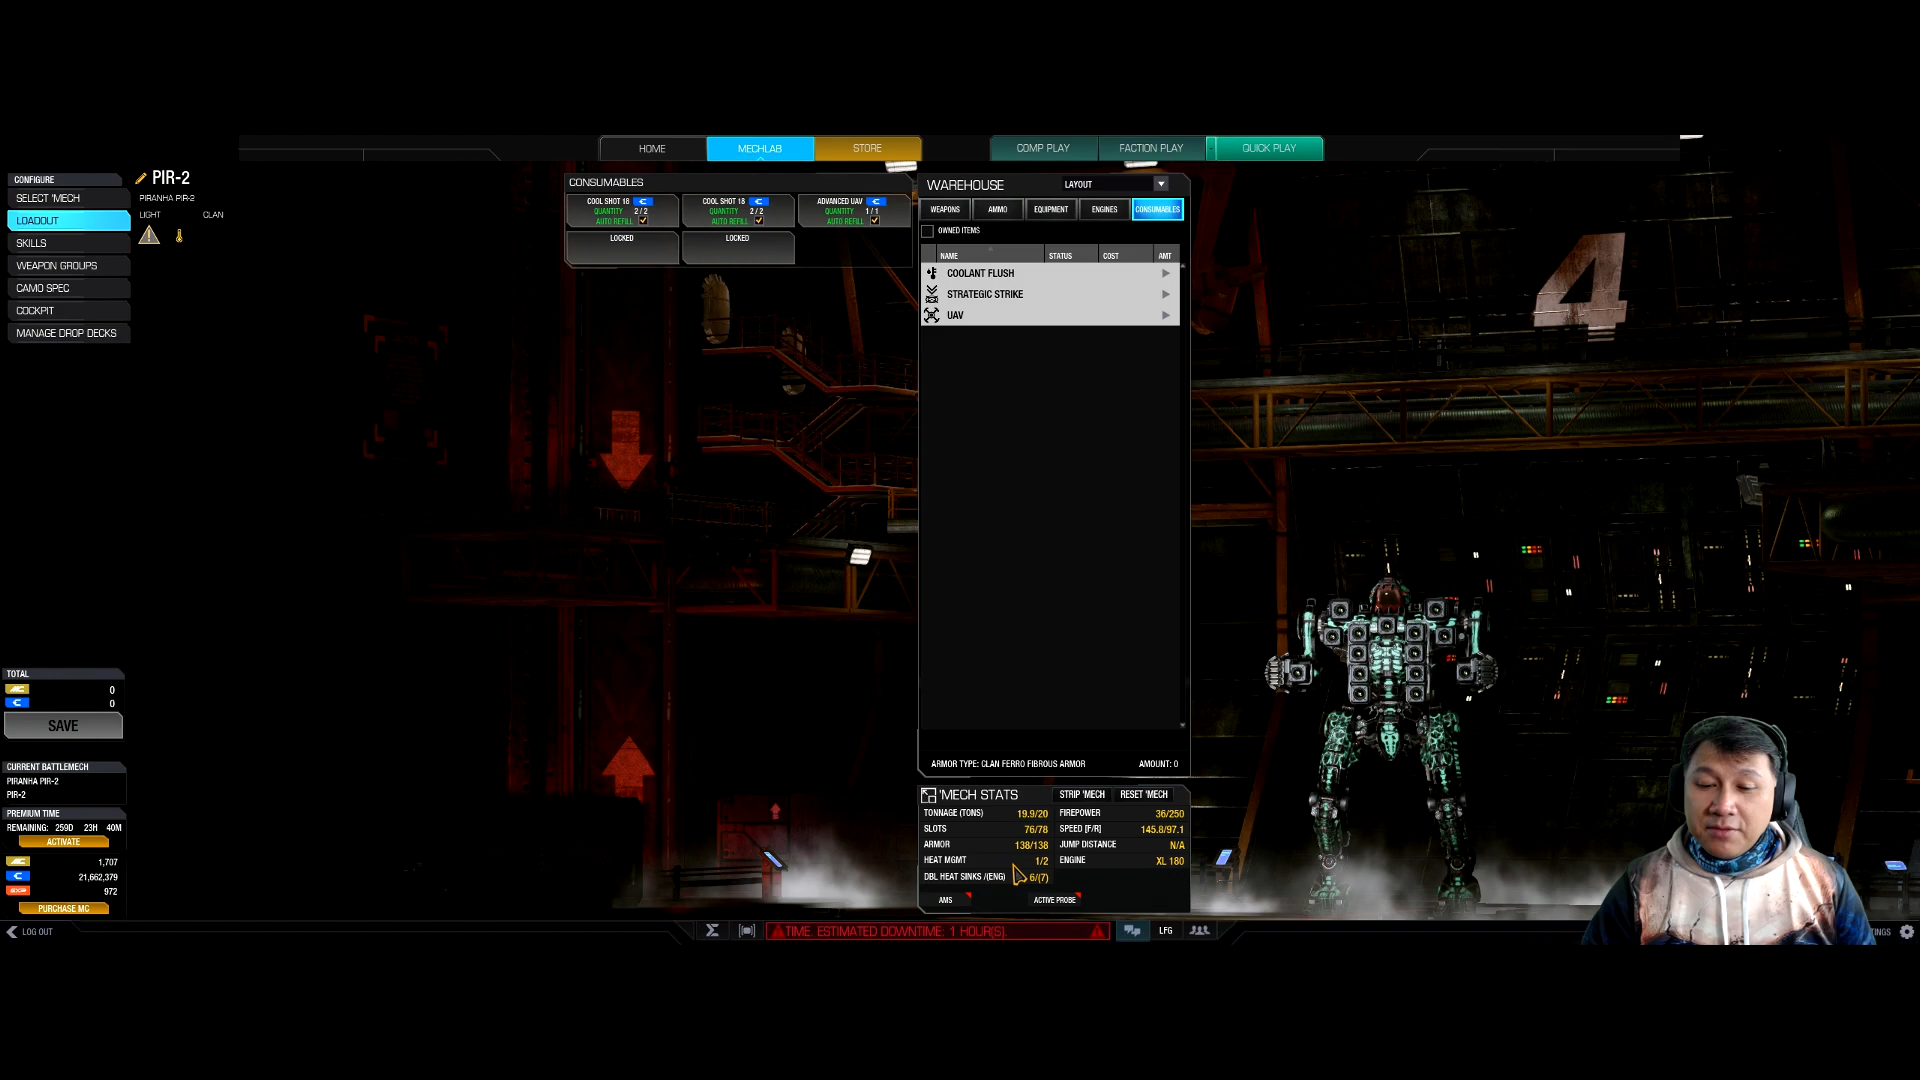 HOME
MECHLAB
STORE
COMP PLAY
FACTION PLAY
QUICK PLAY
CONFIGURE
SELECT 'MECH
LOADOUT
SKILLS
WEAPON GROUPS
CAMO SPEC
COCKPIT
MANAGE DROP DECKS
PIR-2
PIRANHA PIR-2
LIGHT CLAN
CONSUMABLES
COOL SHOT 18
QUANTITY 2/2
AUTO REFILL
COOL SHOT 18
QUANTITY 2/2
AUTO REFILL
ADVANCED UAV
QUANTITY 1/1
AUTO REFILL
LOCKED
LOCKED
WAREHOUSE
LAYOUT
WEAPONS
AMMO
EQUIPMENT
ENGINES
CONSUMABLES
OWNED ITEMS
NAME STATUS COST AMT
COOLANT FLUSH
STRATEGIC STRIKE
UAV
4
ARMOR TYPE: CLAN FERRO FIBROUS ARMOR AMOUNT: 0
'MECH STATS
STRIP 'MECH
RESET 'MECH
TONNAGE (TONS) 19.9/20
SLOTS 76/78
ARMOR 138/138
HEAT MGMT 1/2
DBL HEAT SINKS /(ENG) 6/(7)
FIREPOWER 36/250
SPEED [F/R] 145.8/97.1
JUMP DISTANCE N/A
ENGINE XL 180
AMS
ACTIVE PROBE
TOTAL
0
C 0
SAVE
CURRENT BATTLEMECH
PIRANHA PIR-2
PIR-2
PREMIUM TIME
REMAINING: 259D 23H 40M
ACTIVATE
1,707
C 21,662,379
972
PURCHASE MC
LOG OUT
TIME. ESTIMATED DOWNTIME: 1 HOUR(S).
LFG
TINGS